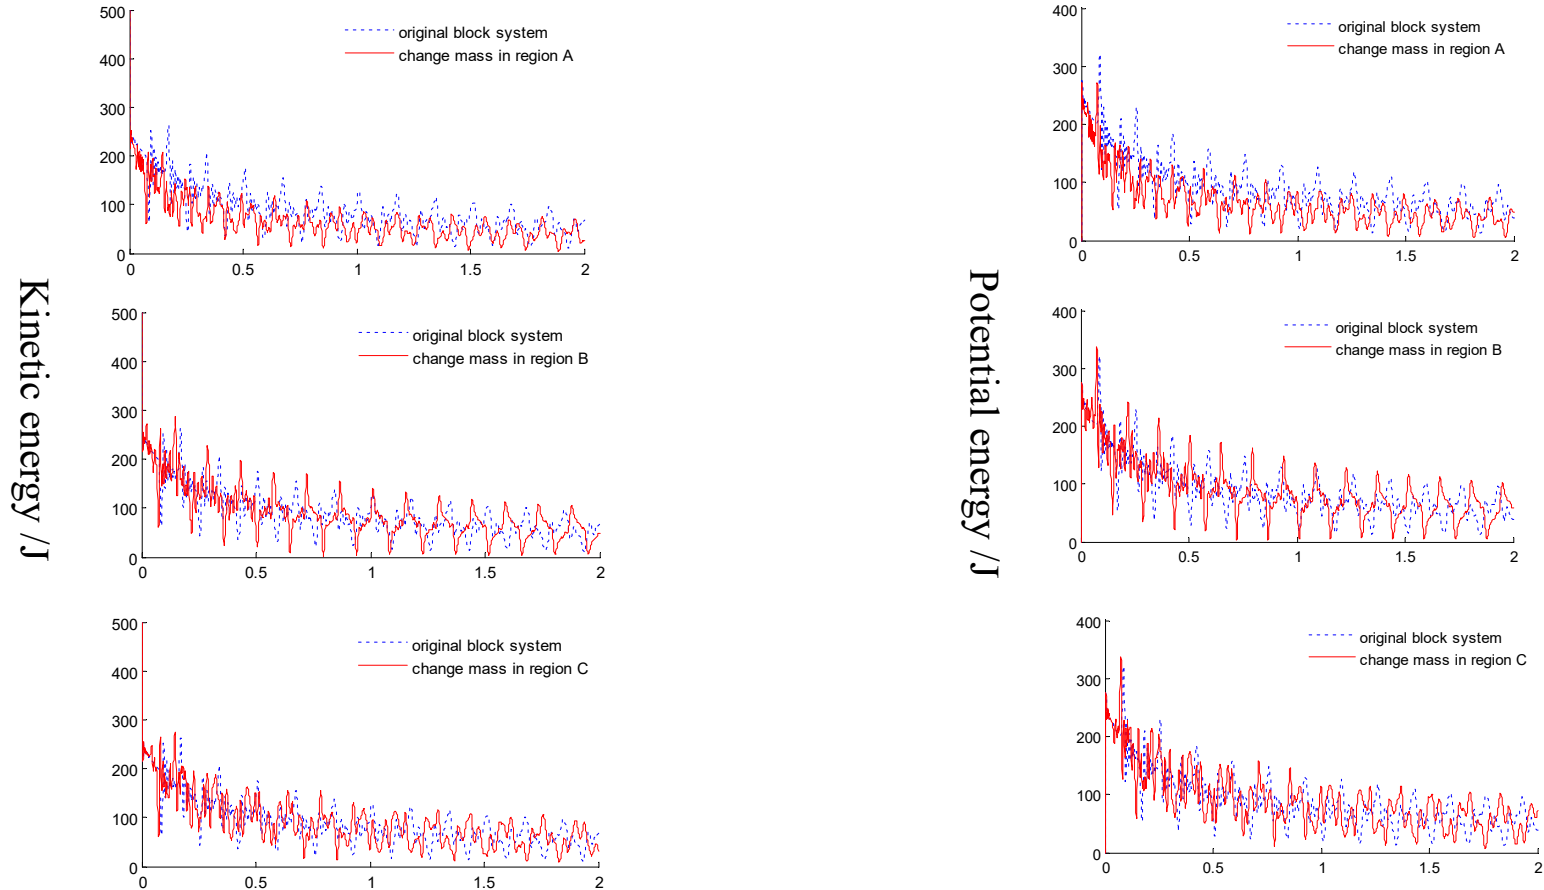 Kinetic energy /J
500
400
300
200
100
0
original block system
change mass in region A
0 0.5 1 1.5 2
500
400
300
200
100
0
original block system
change mass in region B
0 0.5 1 1.5 2
500
400
300
200
100
0
original block system
change mass in region C
0 0.5 1 1.5 2
Potential energy /J
400
300
200
100
0
original block system
change mass in region A
0 0.5 1 1.5 2
400
300
200
100
0
original block system
change mass in region B
0 0.5 1 1.5 2
400
300
200
100
0
original block system
change mass in region C
0 0.5 1 1.5 2